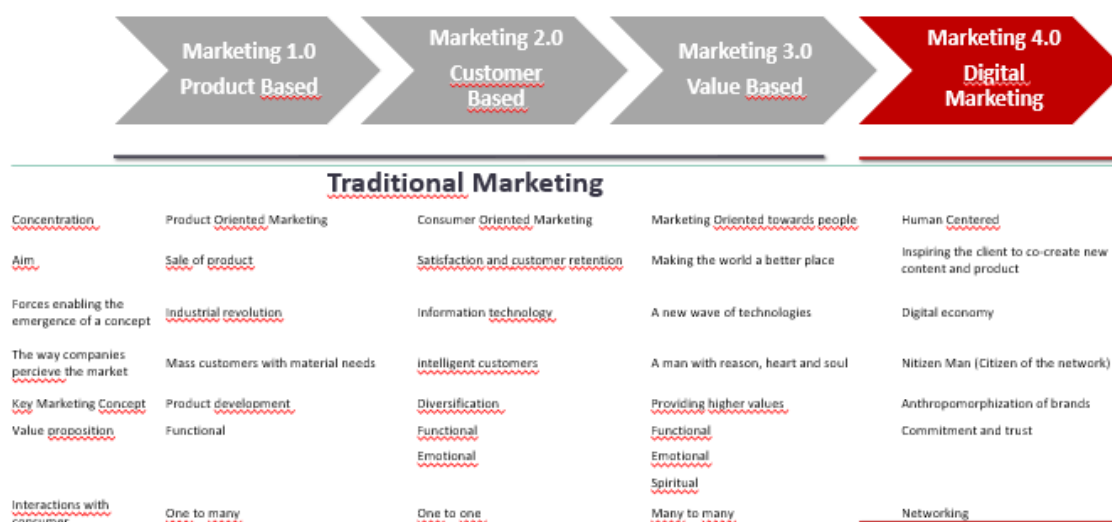 Marketing 1.0
Product Based
Marketing 2.0
Customer
Based
Marketing 3.0
Value Based
Marketing 4.0
Digital
Marketing
Traditional Marketing
Concentration
Product Oriented Marketing
Consumer Oriented Marketing
Marketing Oriented towards people
Human Centered
Aim
Sale of product
Satisfaction and customer retention
Making the world a better place
Inspiring the client to co-create new
content and product
Forces enabling the
emergence of a concept
Industrial revolution
Information technology
A new wave of technologies
Digital economy
The way companies
percieve the market
Mass customers with material needs
intelligent customers
A man with reason, heart and soul
Nitizen Man (Citizen of the network)
Key Marketing Concept
Product development
Diversification
Providing higher values
Anthropomorphization of brands
Value proposition
Functional
Functional
Emotional
Functional
Emotional
Spiritual
Commitment and trust
Interactions with
consumer
One to many
One to one
Many to many
Networking